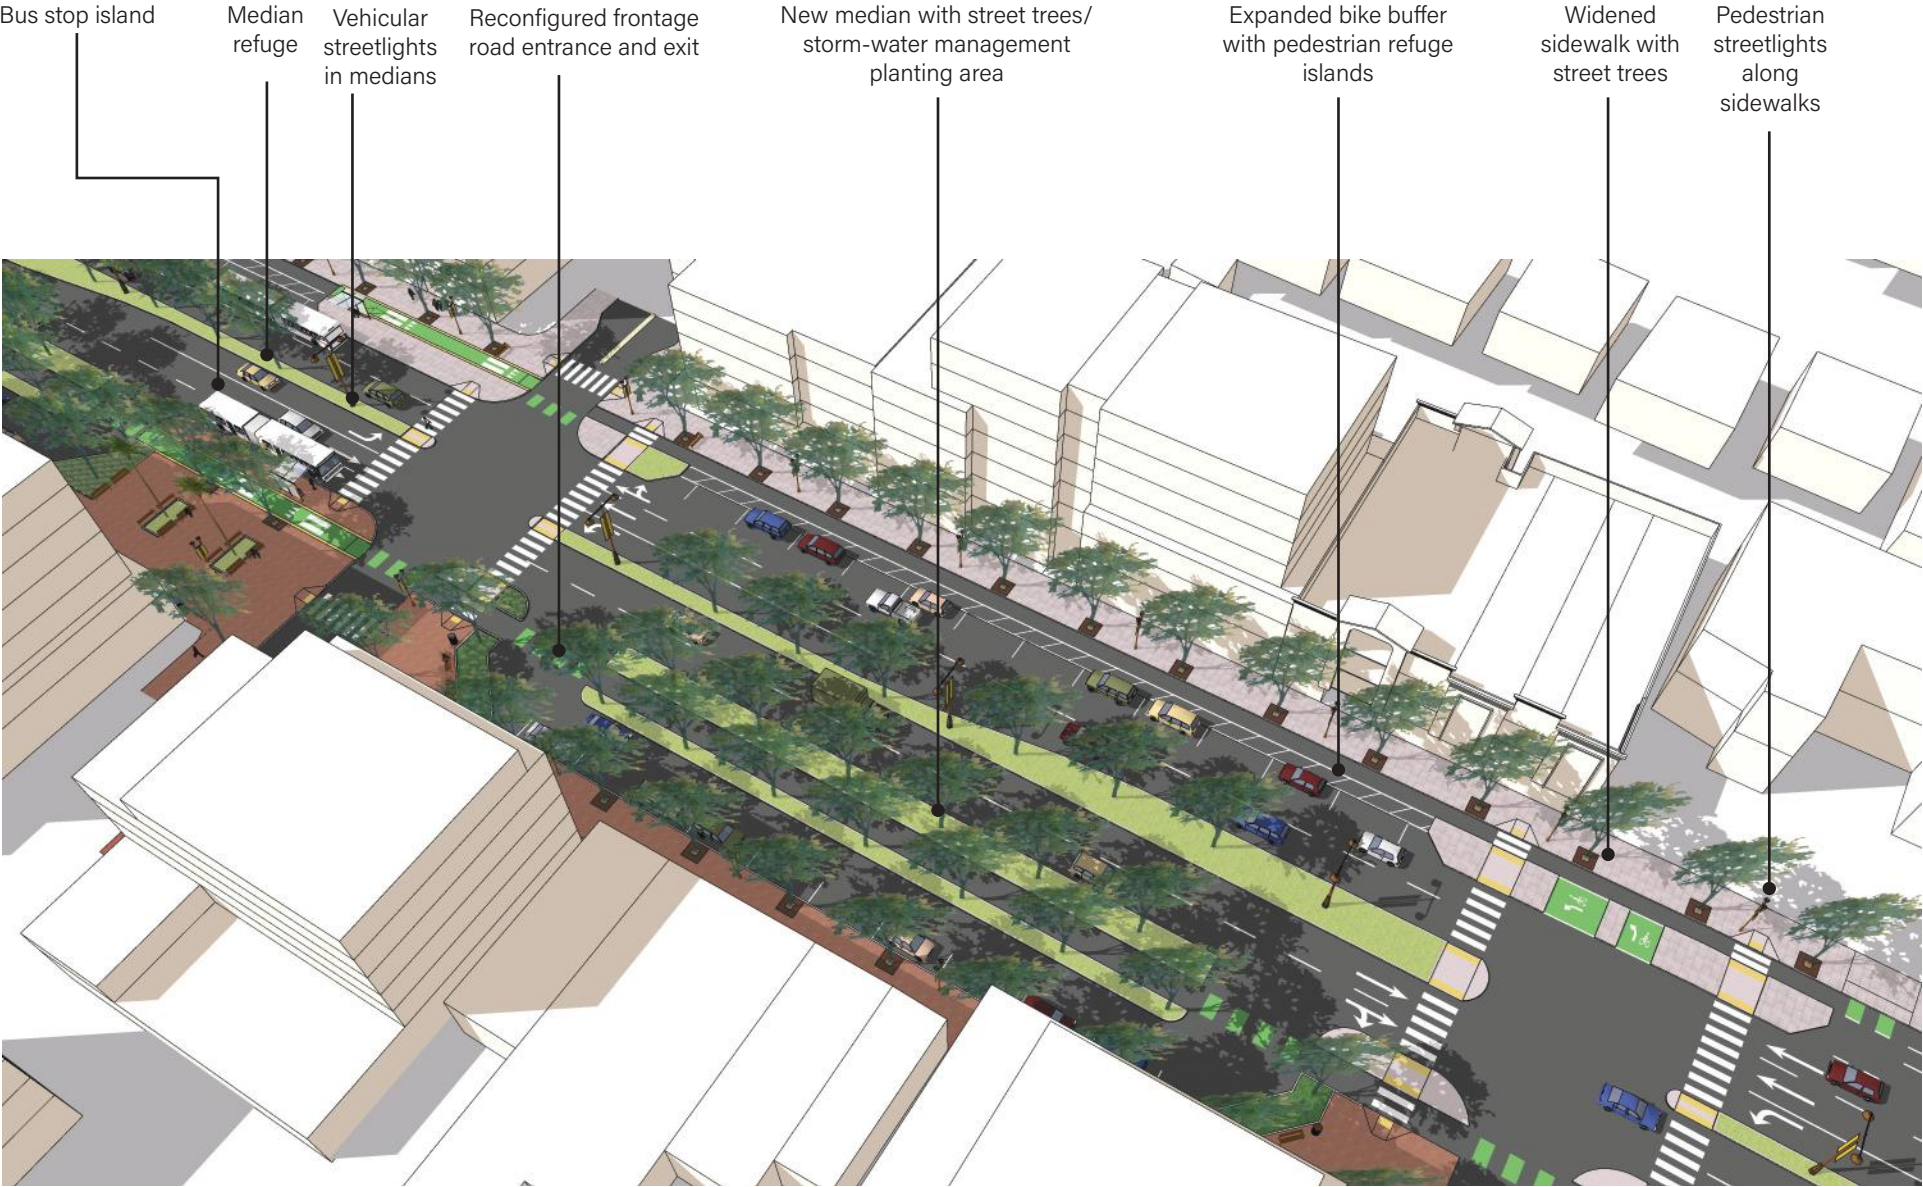 Bus stop island
Median
refuge
Vehicular
streetlights
in medians
Reconfigured frontage
road entrance and exit
New median with street trees/
storm-water management
planting area
Expanded bike buffer
with pedestrian refuge
islands
Widened
sidewalk with
street trees
Pedestrian
streetlights
along
sidewalks